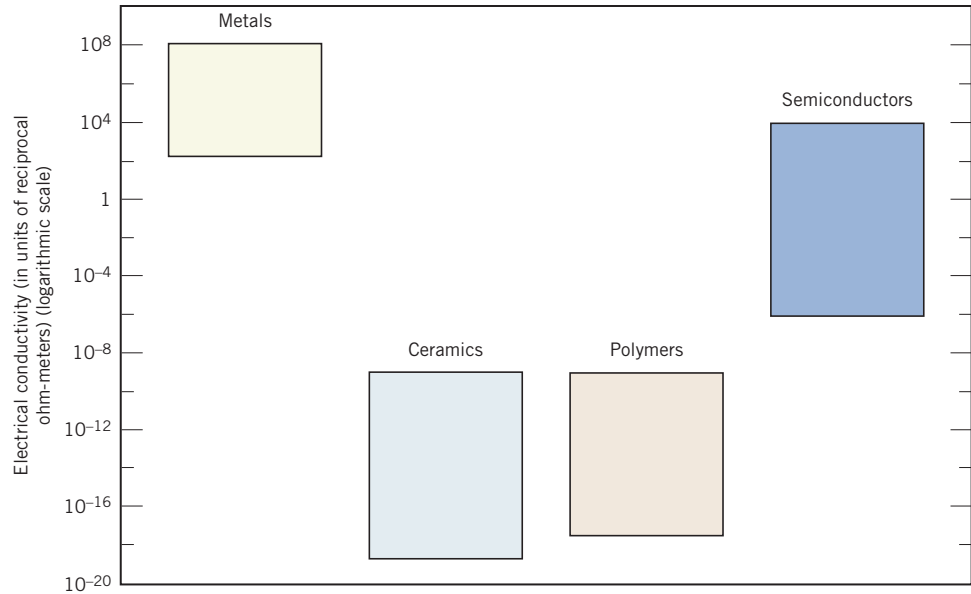 Metals
10⁸
Semiconductors
10⁴
1
10⁻⁴
10⁻⁸
Ceramics
Polymers
10⁻¹²
10⁻¹⁶
10⁻²⁰
Electrical conductivity (in units of reciprocal
ohm-meters) (logarithmic scale)